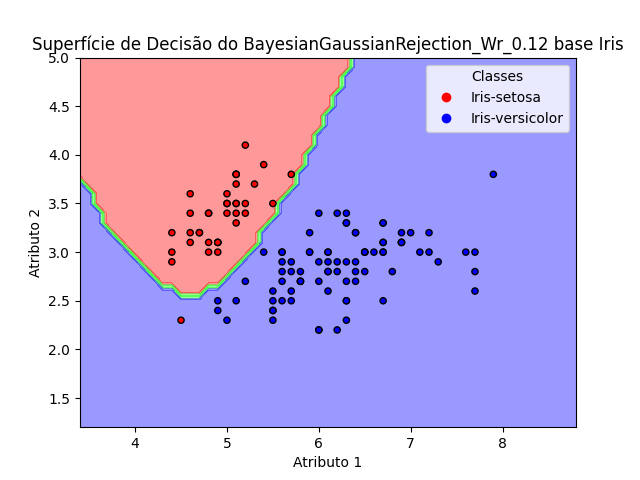 Superfície de Decisão do BayesianGaussianRejection_Wr_0.12 base Iris
5.0
4.5
4.0
3.5
3.0
2.5
2.0
1.5
Atributo 2
Classes
Iris-setosa
Iris-versicolor
4 5 6 7 8
Atributo 1